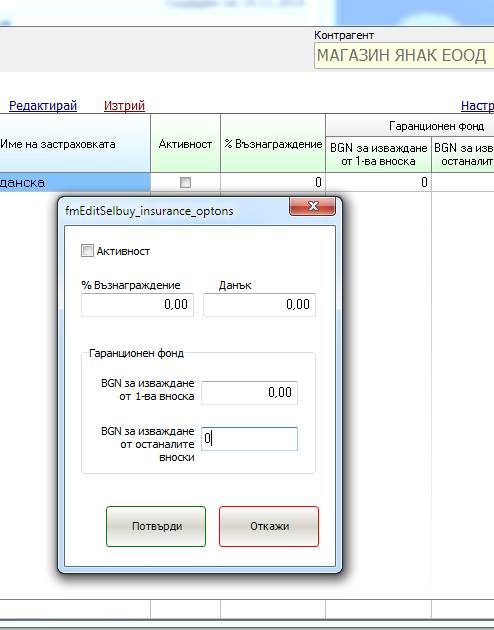 Контрагент
МАГАЗИН ЯНАК ЕООД
Редактирай Изтрий Настр
Име на застраховката Активност % Възнаграждение Гаранционен фонд
BGN за изваждане BGN за изв
от 1-ва вноска останалит
данска 0 0
fmEditSelbuy_insurance_optons
Активност
% Възнаграждение Данък
0,00 0,00
Гаранционен фонд
BGN за изваждане
от 1-ва вноска
0,00
BGN за изваждане
от останалите
вноски
0
Потвърди Откажи